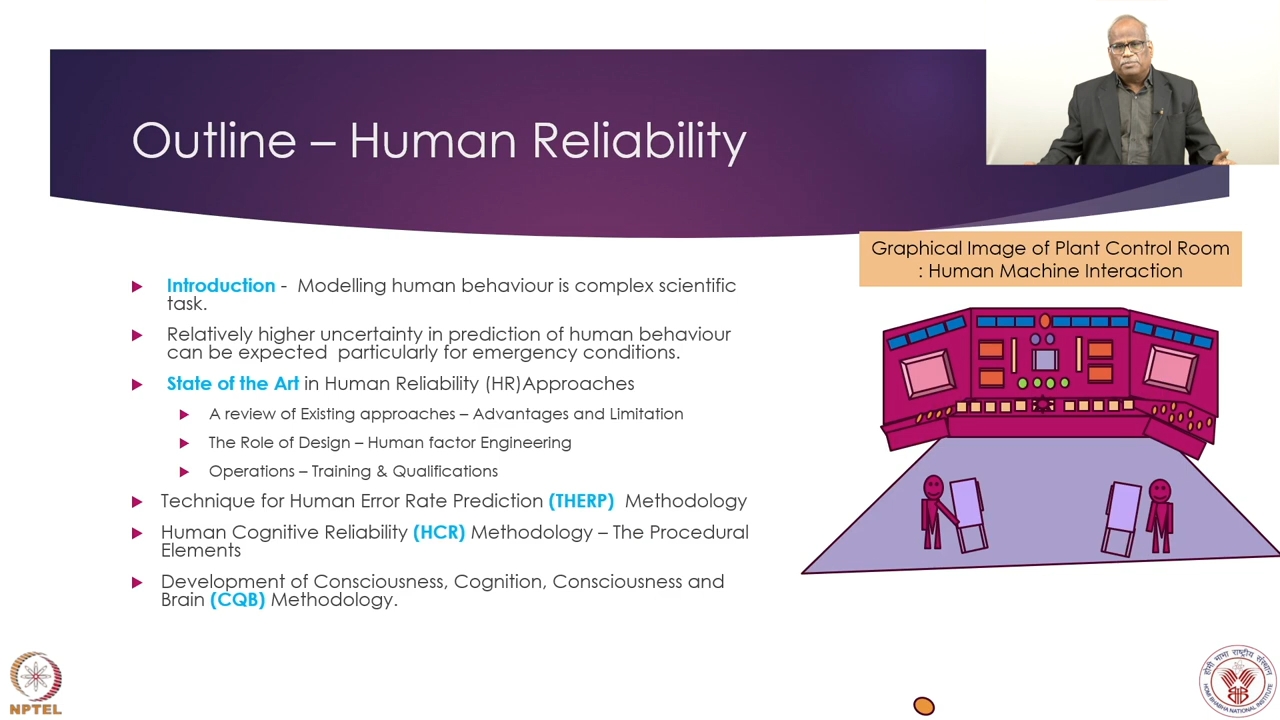 Outline – Human Reliability
Graphical Image of Plant Control Room
: Human Machine Interaction
Introduction - Modelling human behaviour is complex scientific
task.
Relatively higher uncertainty in prediction of human behaviour
can be expected particularly for emergency conditions.
State of the Art in Human Reliability (HR)Approaches
A review of Existing approaches – Advantages and Limitation
The Role of Design – Human factor Engineering
Operations – Training & Qualifications
Technique for Human Error Rate Prediction (THERP) Methodology
Human Cognitive Reliability (HCR) Methodology – The Procedural
Elements
Development of Consciousness, Cognition, Consciousness and
Brain (CQB) Methodology.
NPTEL
होमी भाभा राष्ट्रीय संस्थान
HOMI BHABHA NATIONAL INSTITUTE